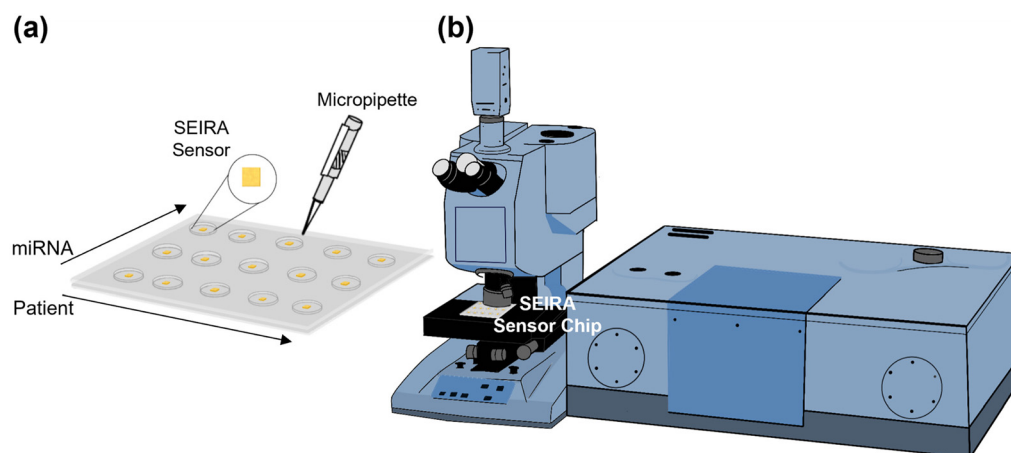 (a)
(b)
Micropipette
SEIRA
Sensor
miRNA
Patient
SEIRA
Sensor Chip